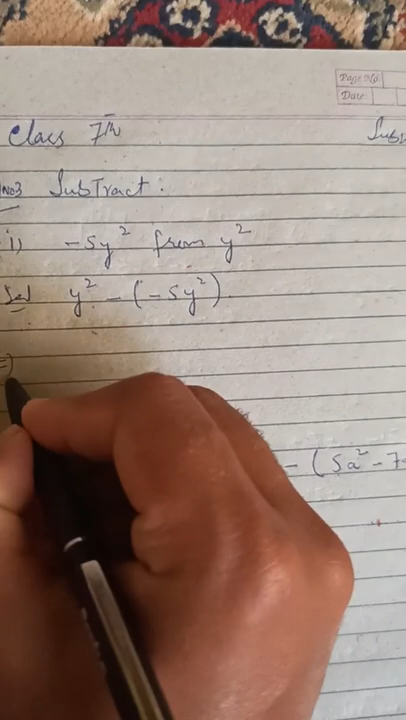 Page No.
Date:
Class 7th
No3 Subtract :
i) -5y² from y²
Sol y² - (-5y²)
=)
- (5a² - 7